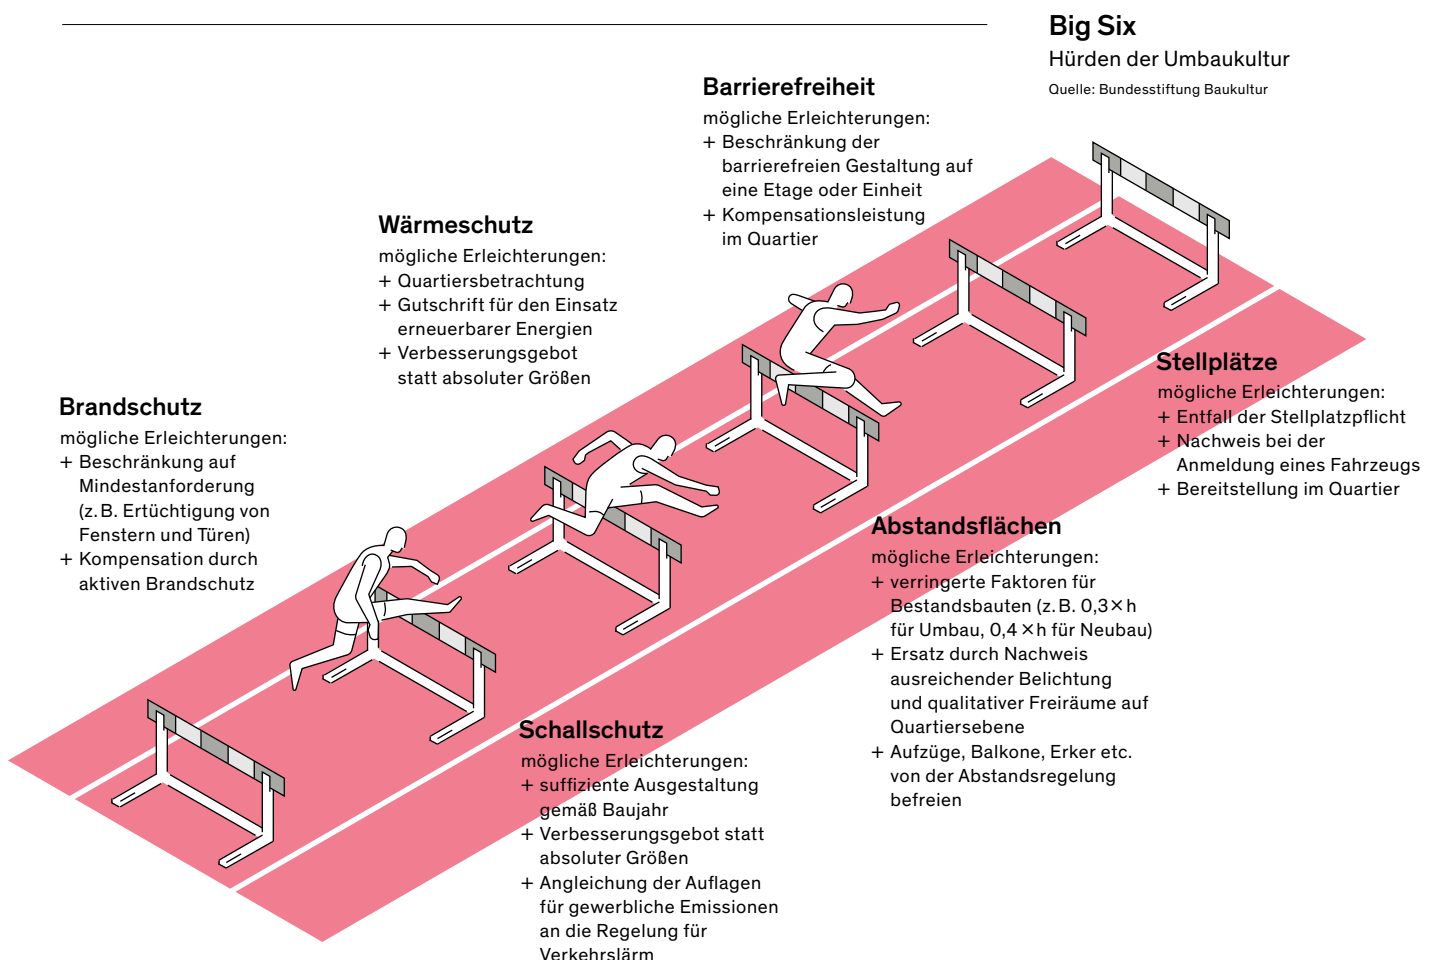 Big Six
Hürden der Umbaukultur
Quelle: Bundesstiftung Baukultur
Barrierefreiheit
mögliche Erleichterungen:
+ Beschränkung der
barrierefreien Gestaltung auf
eine Etage oder Einheit
+ Kompensationsleistung
im Quartier
Wärmeschutz
mögliche Erleichterungen:
+ Quartiersbetrachtung
+ Gutschrift für den Einsatz
erneuerbarer Energien
+ Verbesserungsgebot
statt absoluter Größen
Brandschutz
mögliche Erleichterungen:
+ Beschränkung auf
Mindestanforderung
(z. B. Ertüchtigung von
Fenstern und Türen)
+ Kompensation durch
aktiven Brandschutz
Stellplätze
mögliche Erleichterungen:
+ Entfall der Stellplatzpflicht
+ Nachweis bei der
Anmeldung eines Fahrzeugs
+ Bereitstellung im Quartier
Abstandsflächen
mögliche Erleichterungen:
+ verringerte Faktoren für
Bestandsbauten (z. B. 0,3 × h
für Umbau, 0,4 × h für Neubau)
+ Ersatz durch Nachweis
ausreichender Belichtung
und qualitativer Freiräume auf
Quartiersebene
+ Aufzüge, Balkone, Erker etc.
von der Abstandsregelung
befreien
Schallschutz
mögliche Erleichterungen:
+ suffiziente Ausgestaltung
gemäß Baujahr
+ Verbesserungsgebot statt
absoluter Größen
+ Angleichung der Auflagen
für gewerbliche Emissionen
an die Regelung für
Verkehrslärm